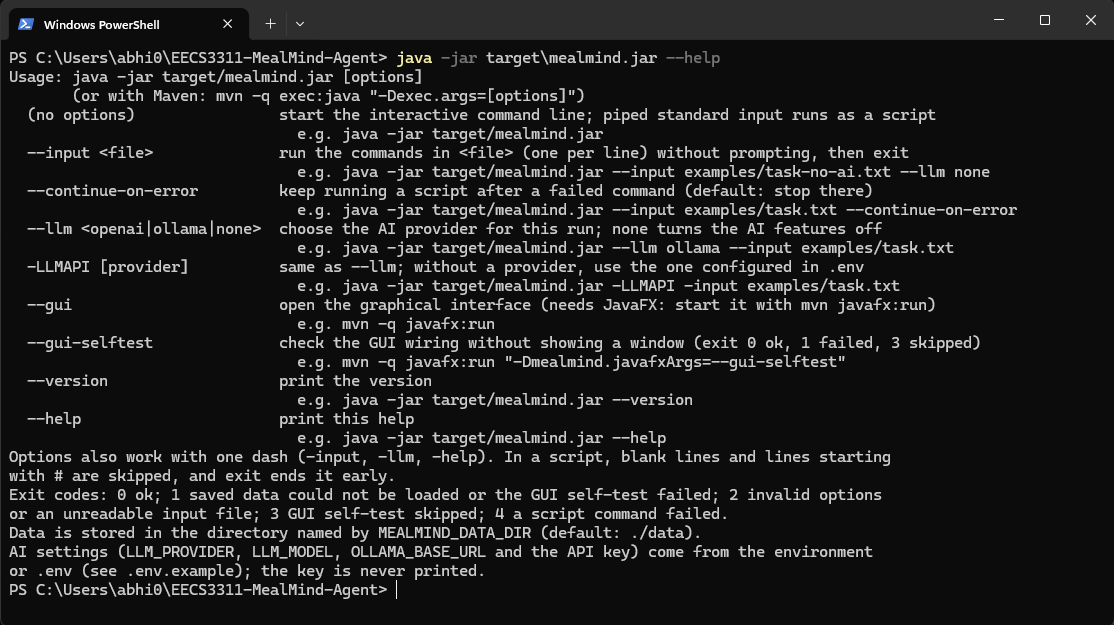 Windows PowerShell
PS C:\Users\abhi0\EECS3311-MealMind-Agent> java -jar target\mealmind.jar --help
Usage: java -jar target/mealmind.jar [options]
       (or with Maven: mvn -q exec:java "-Dexec.args=[options]")
  (no options)                start the interactive command line; piped standard input runs as a script
                                e.g. java -jar target/mealmind.jar
  --input <file>              run the commands in <file> (one per line) without prompting, then exit
                                e.g. java -jar target/mealmind.jar --input examples/task-no-ai.txt --llm none
  --continue-on-error         keep running a script after a failed command (default: stop there)
                                e.g. java -jar target/mealmind.jar --input examples/task.txt --continue-on-error
  --llm <openai|ollama|none>  choose the AI provider for this run; none turns the AI features off
                                e.g. java -jar target/mealmind.jar --llm ollama --input examples/task.txt
  -LLMAPI [provider]          same as --llm; without a provider, use the one configured in .env
                                e.g. java -jar target/mealmind.jar -LLMAPI -input examples/task.txt
  --gui                       open the graphical interface (needs JavaFX: start it with mvn javafx:run)
                                e.g. mvn -q javafx:run
  --gui-selftest              check the GUI wiring without showing a window (exit 0 ok, 1 failed, 3 skipped)
                                e.g. mvn -q javafx:run "-Dmealmind.javafxArgs=--gui-selftest"
  --version                   print the version
                                e.g. java -jar target/mealmind.jar --version
  --help                      print this help
                                e.g. java -jar target/mealmind.jar --help
Options also work with one dash (-input, -llm, -help). In a script, blank lines and lines starting
with # are skipped, and exit ends it early.
Exit codes: 0 ok; 1 saved data could not be loaded or the GUI self-test failed; 2 invalid options
or an unreadable input file; 3 GUI self-test skipped; 4 a script command failed.
Data is stored in the directory named by MEALMIND_DATA_DIR (default: ./data).
AI settings (LLM_PROVIDER, LLM_MODEL, OLLAMA_BASE_URL and the API key) come from the environment
or .env (see .env.example); the key is never printed.
PS C:\Users\abhi0\EECS3311-MealMind-Agent>